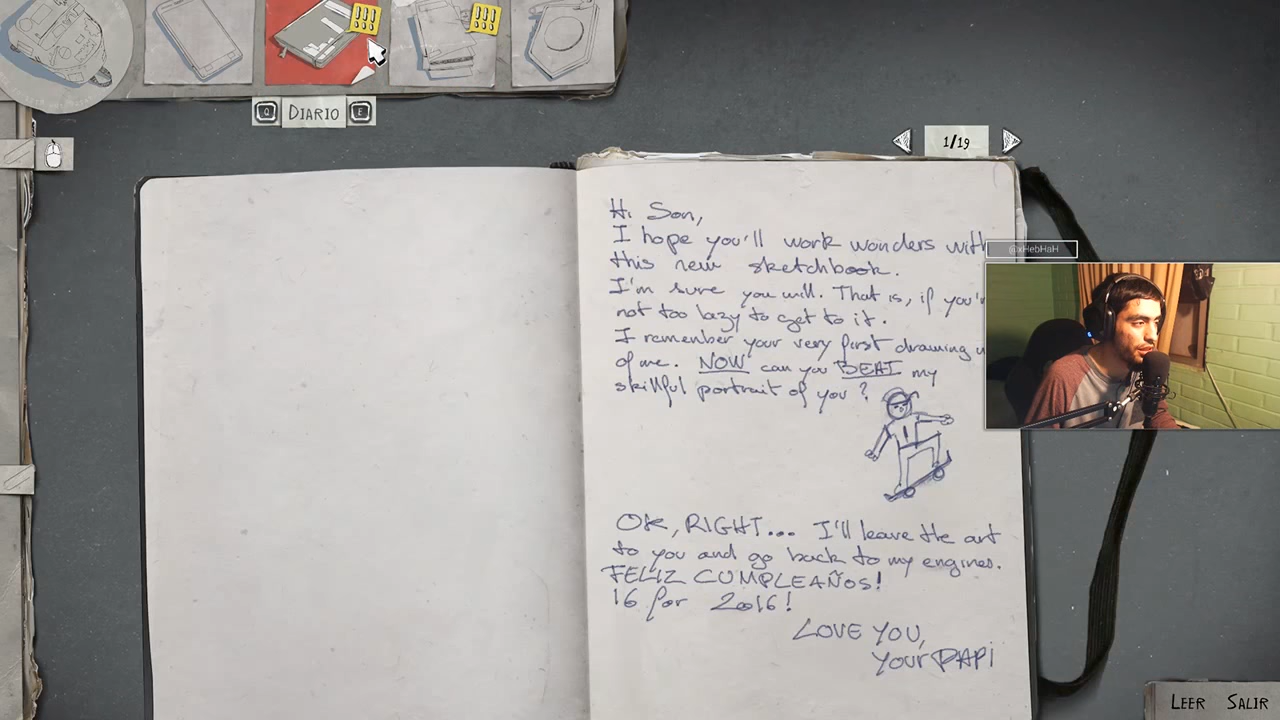 Q DIARIO E
1/19
Hi Son,
I hope you'll work wonders with
this new sketchbook.
I'm sure you will. That is, if you'r
not too lazy to get to it.
I remember your very first drawing
of me. NOW can you BEAT my
skillful portrait of you?
@xHebHaH
OK, RIGHT... I'll leave the art
to you and go back to my engines.
FELIZ CUMPLEAÑOS!
16 for 2016!
LOVE YOU,
Your PAPI
LEER SALIR